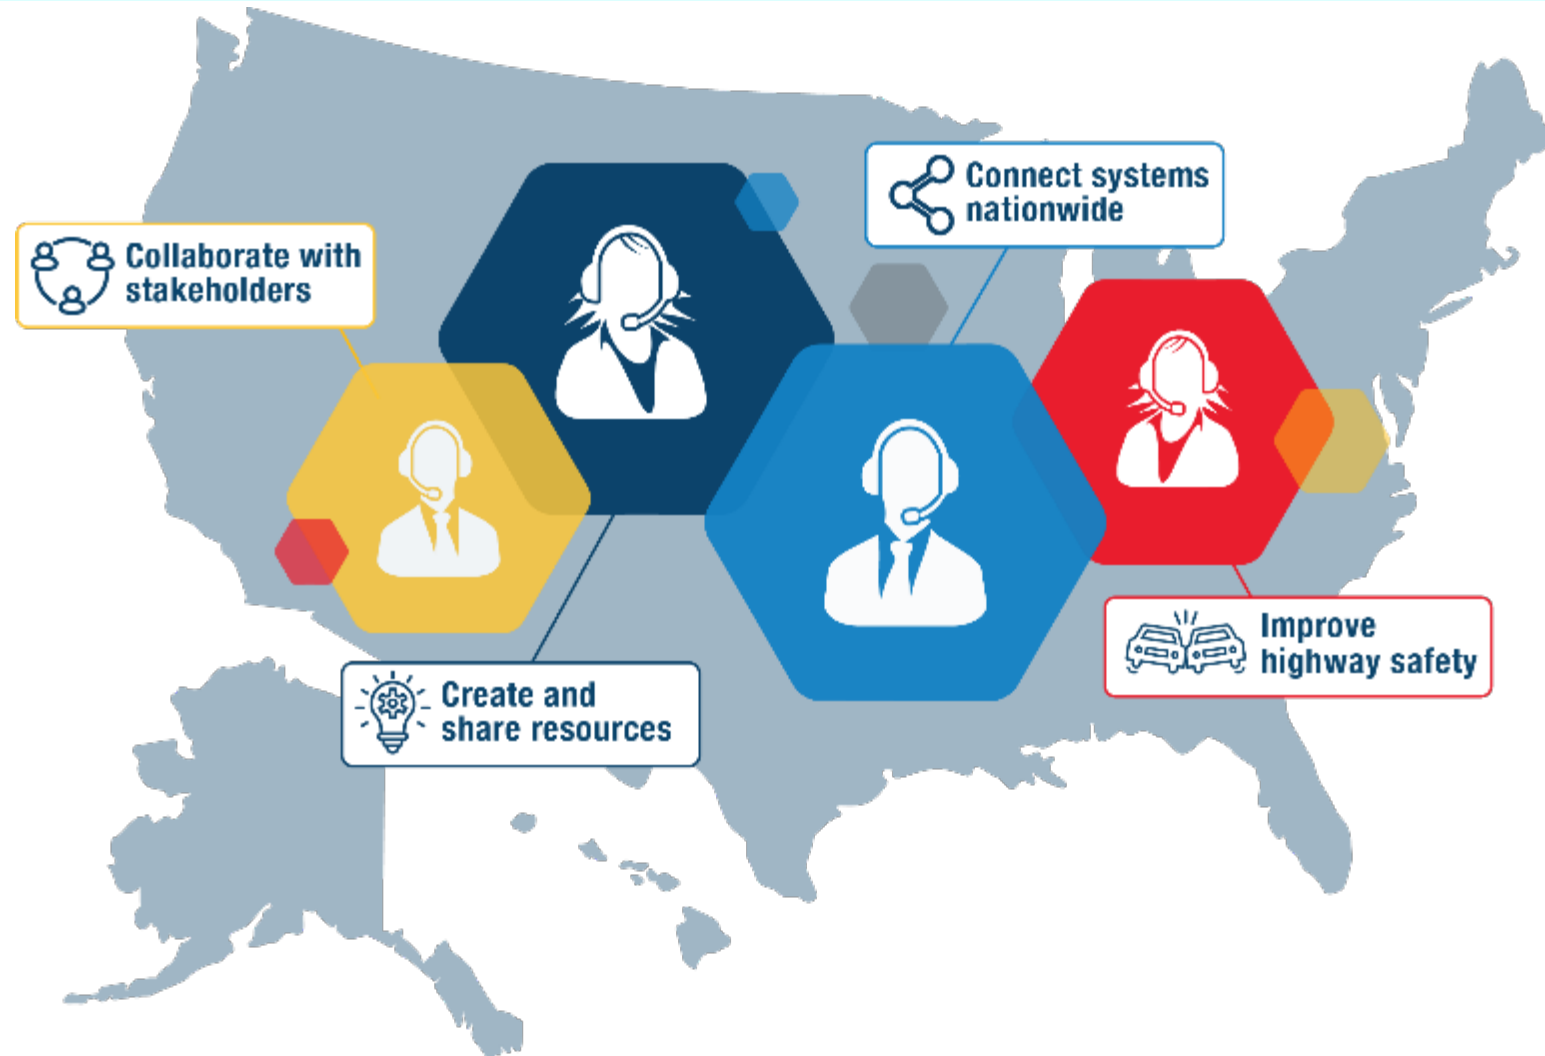 Connect systems
nationwide
Collaborate with
stakeholders
Improve
highway safety
Create and
share resources